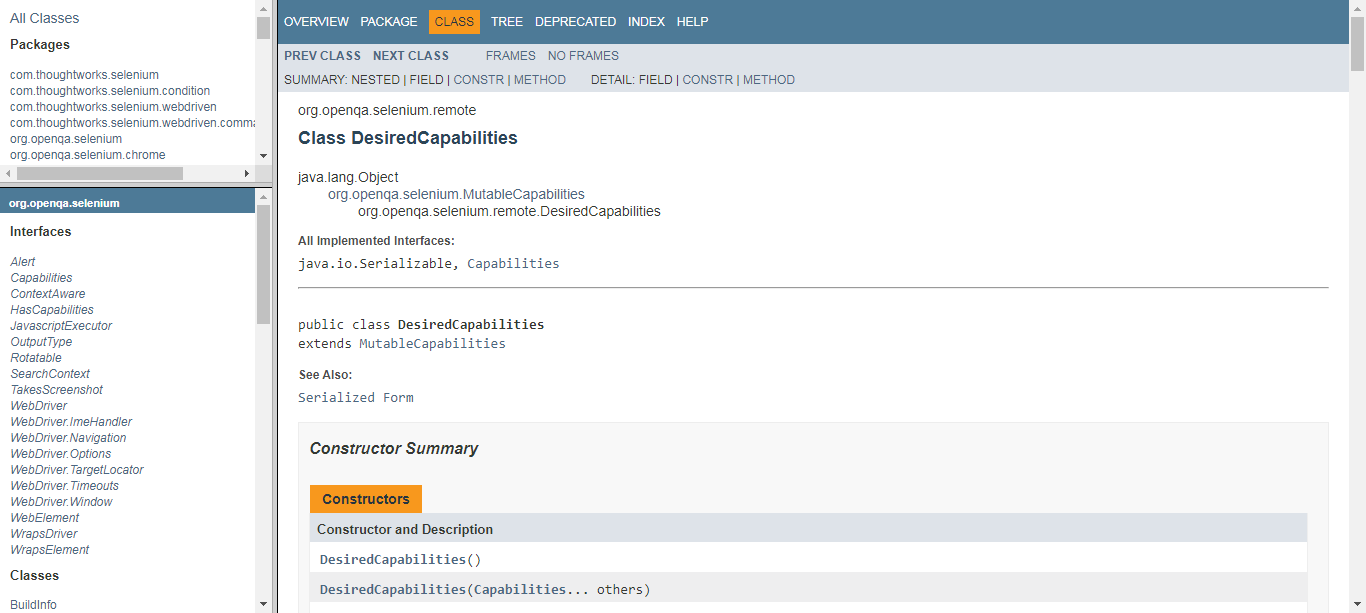 All Classes
Packages
com.thoughtworks.selenium
com.thoughtworks.selenium.condition
com.thoughtworks.selenium.webdriven
com.thoughtworks.selenium.webdriven.comma
org.openqa.selenium
org.openqa.selenium.chrome
org.openqa.selenium
Interfaces
Alert
Capabilities
ContextAware
HasCapabilities
JavascriptExecutor
OutputType
Rotatable
SearchContext
TakesScreenshot
WebDriver
WebDriver.ImeHandler
WebDriver.Navigation
WebDriver.Options
WebDriver.TargetLocator
WebDriver.Timeouts
WebDriver.Window
WebElement
WrapsDriver
WrapsElement
Classes
BuildInfo
OVERVIEW PACKAGE CLASS TREE DEPRECATED INDEX HELP
PREV CLASS NEXT CLASS FRAMES NO FRAMES
SUMMARY: NESTED | FIELD | CONSTR | METHOD DETAIL: FIELD | CONSTR | METHOD
org.openqa.selenium.remote
Class DesiredCapabilities
java.lang.Object
org.openqa.selenium.MutableCapabilities
org.openqa.selenium.remote.DesiredCapabilities
All Implemented Interfaces:
java.io.Serializable, Capabilities
public class DesiredCapabilities
extends MutableCapabilities
See Also:
Serialized Form
Constructor Summary
Constructors
Constructor and Description
DesiredCapabilities()
DesiredCapabilities(Capabilities... others)